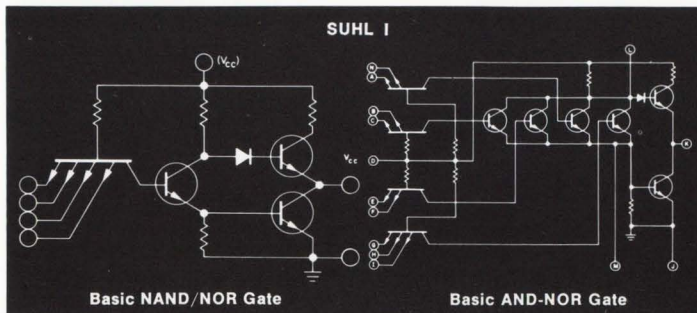 SUHL I
(Vcc)
N
A
B
C
Vcc D
E
F
G
H
I
L
K
M
J
Basic NAND/NOR Gate
Basic AND-NOR Gate